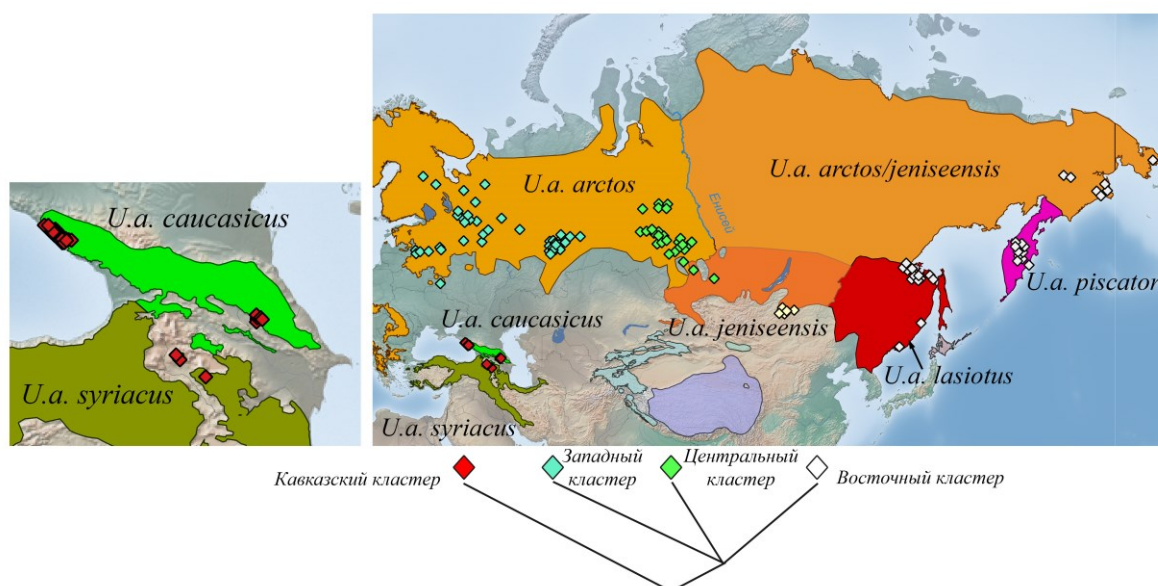 U.a. caucasicus
U.a. syriacus
U.a. arctos
U.a. arctos/jeniseensis
Енисей
U.a. piscator
U.a. caucasicus
U.a. jeniseensis
U.a. lasiotus
U.a. syriacus
Кавказский кластер
Западный
кластер
Центральный
кластер
Восточный кластер